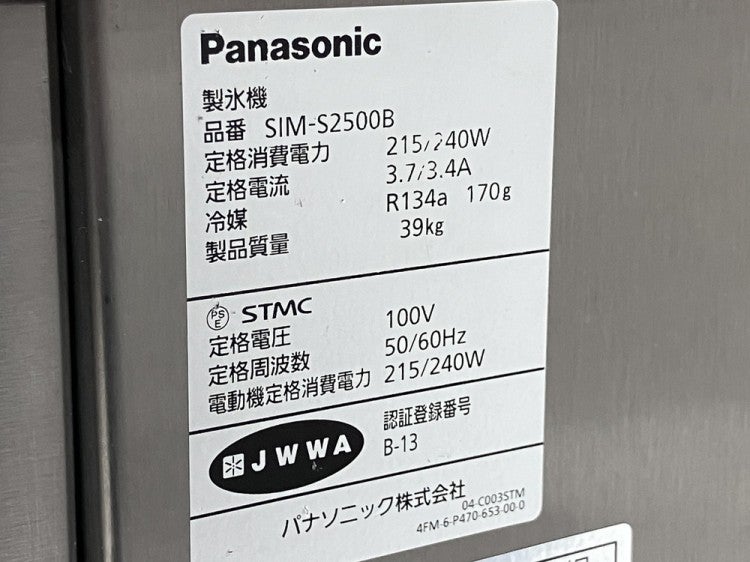 Panasonic
製氷機
品番 SIM-S2500B
定格消費電力 215/240W
定格電流 3.7/3.4A
冷媒 R134a 170g
製品質量 39kg
PS E STMC
定格電圧 100V
定格周波数 50/60Hz
電動機定格消費電力 215/240W
JWWA 認証登録番号
B-13
パナソニック株式会社
04-C003STM
4FM-6-P470-653-00-0